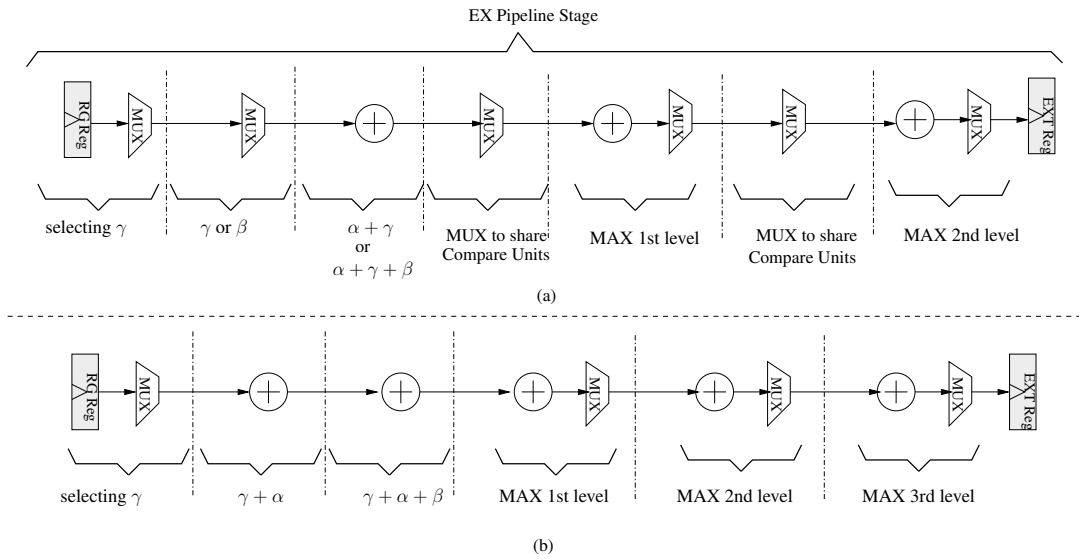 EX Pipeline Stage
RG Reg
MUX
MUX
MUX
MUX
MUX
MUX
EXT Reg
selecting γ
γ or β
α + γ
or
α + γ + β
MUX to share
Compare Units
MAX 1st level
MUX to share
Compare Units
MAX 2nd level
(a)
RG Reg
MUX
MUX
MUX
MUX
EXT Reg
selecting γ
γ + α
γ + α + β
MAX 1st level
MAX 2nd level
MAX 3rd level
(b)